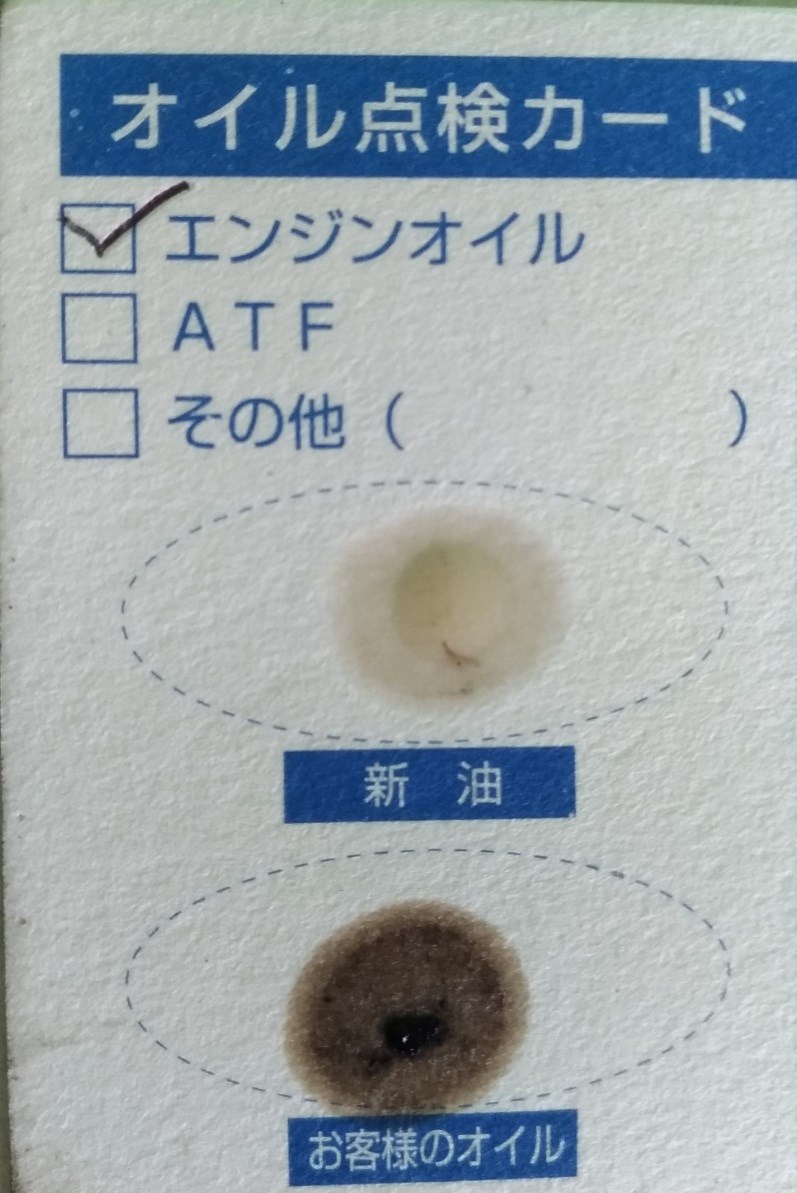 オイル点検カード
エンジンオイル
ATF
その他（　　　　　　）
新 油
お客様のオイル